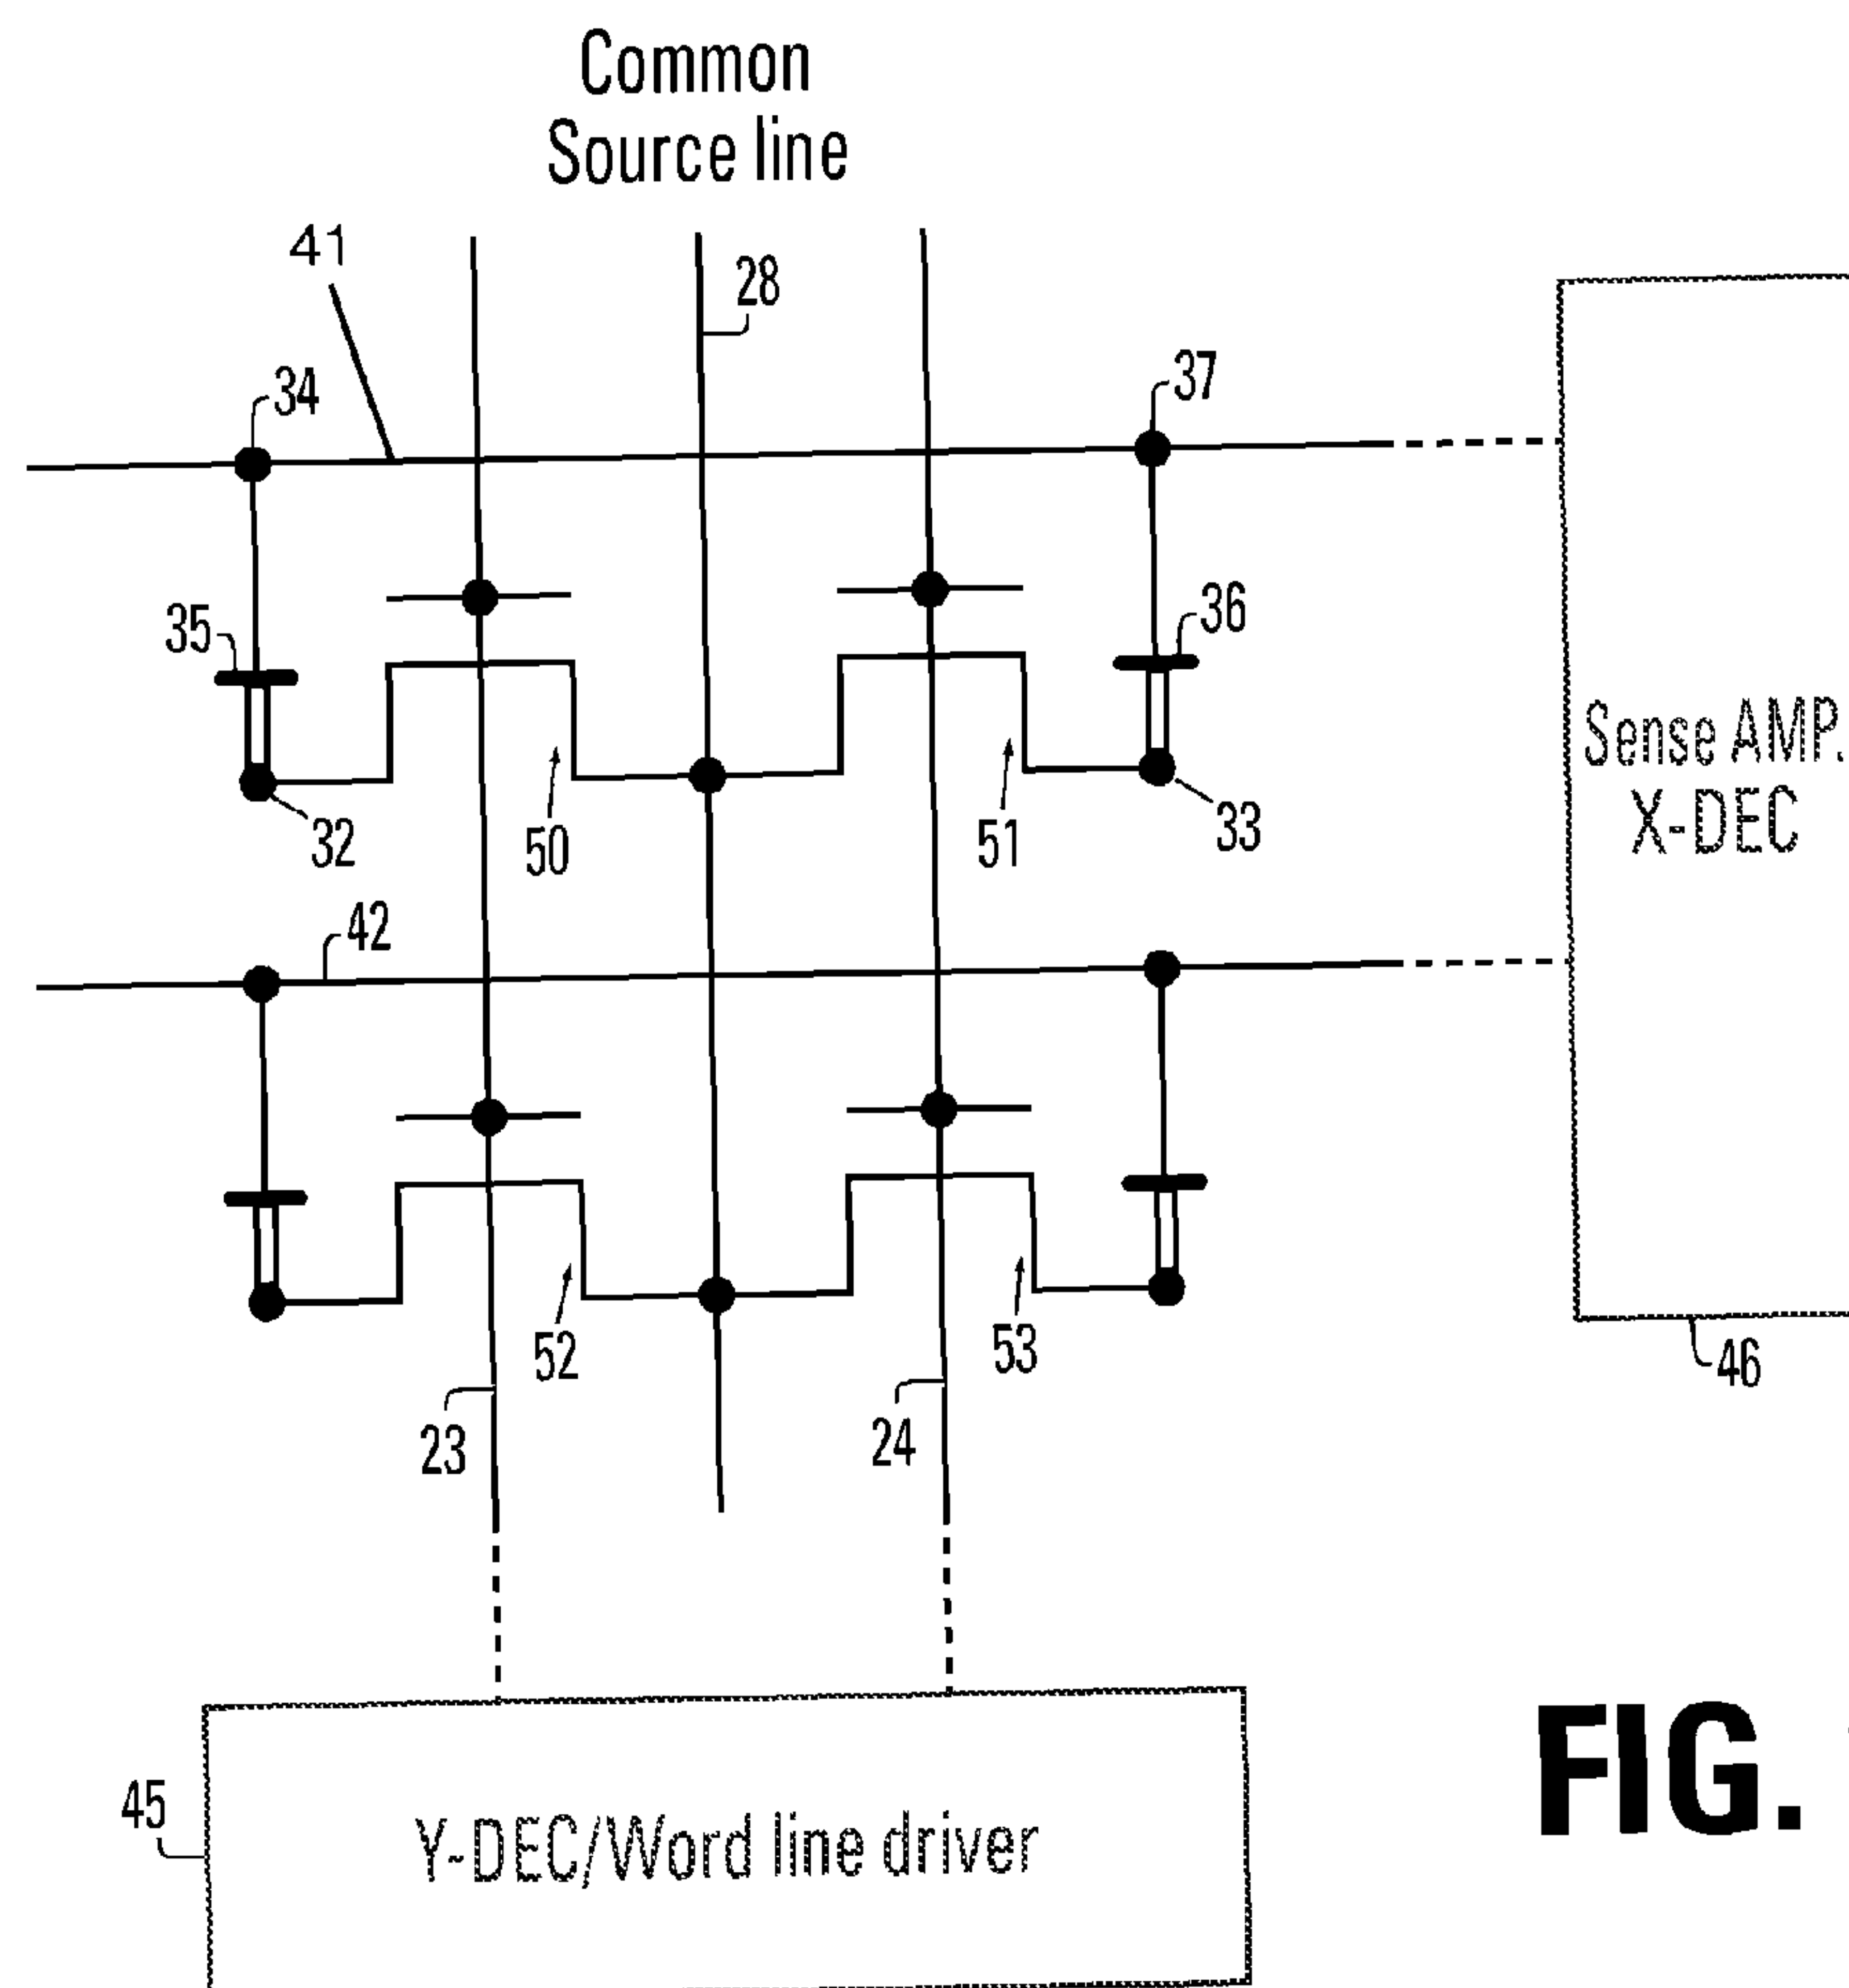 Common
Source line
41
28
34
37
35
36
32
50
51
33
Sense AMP.
X-DEC
42
52
53
46
23
24
45
Y-DEC/Word line driver
FIG.